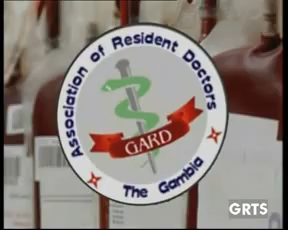 Association of Resident Doctors
GARD
The Gambia
GRTS